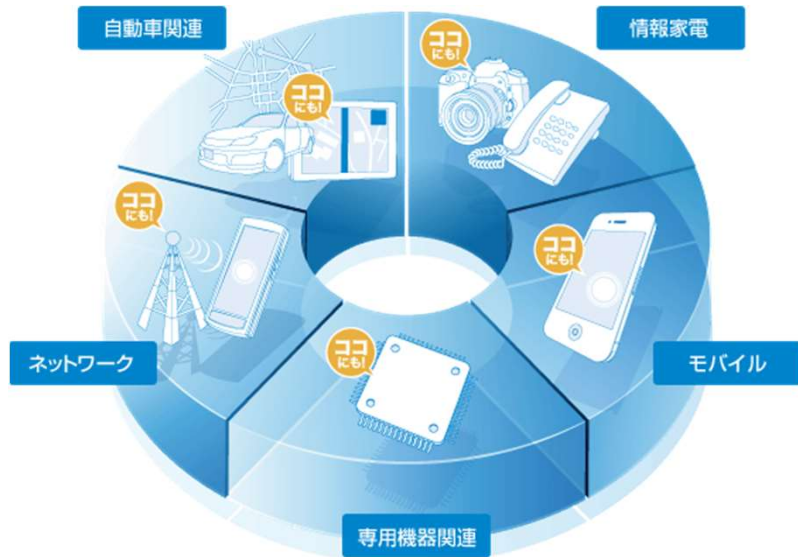 自動車関連
情報家電
ココ
にも!
ココ
にも!
ココ
にも!
ココ
にも!
ネットワーク
ココ
にも!
モバイル
専用機器関連